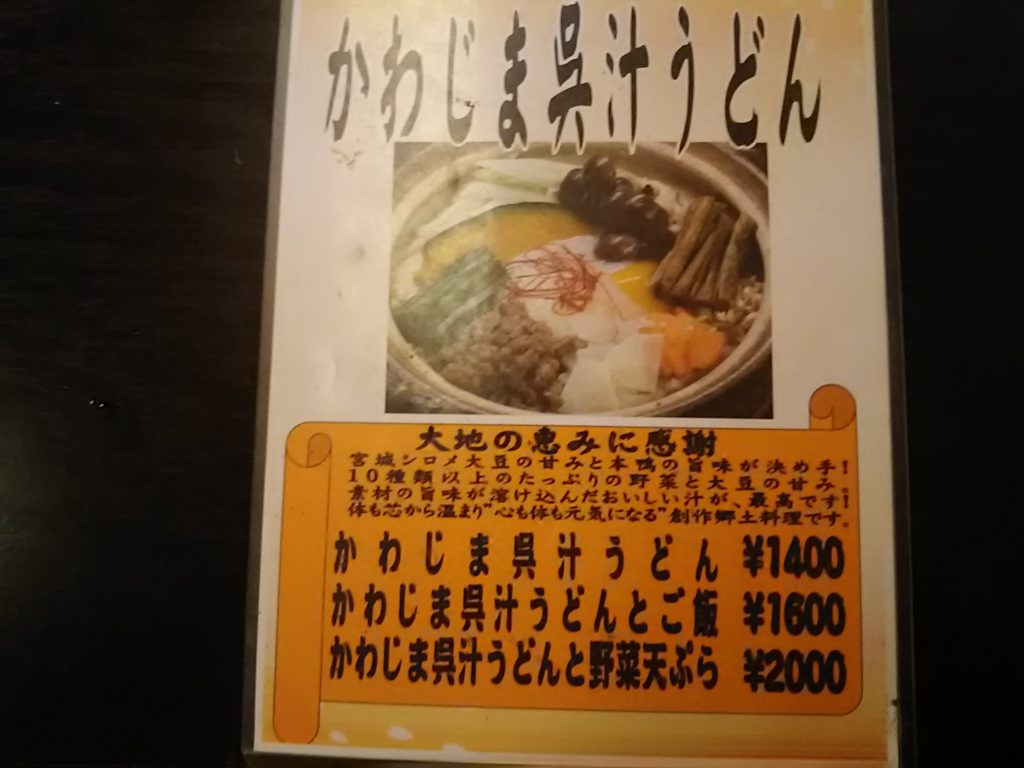 かわじま呉汁うどん
大地の恵みに感謝
宮城シロメ大豆の甘みと本鴨の旨味が決め手!
10種類以上のたっぷりの野菜と大豆の甘み!
素材の旨味が溶け込んだおいしい汁が、最高です!
体も芯から温まり"心も体も元気になる"創作郷土料理です。
かわじま呉汁うどん ¥1400
かわじま呉汁うどんとご飯 ¥1600
かわじま呉汁うどんと野菜天ぷら ¥2000